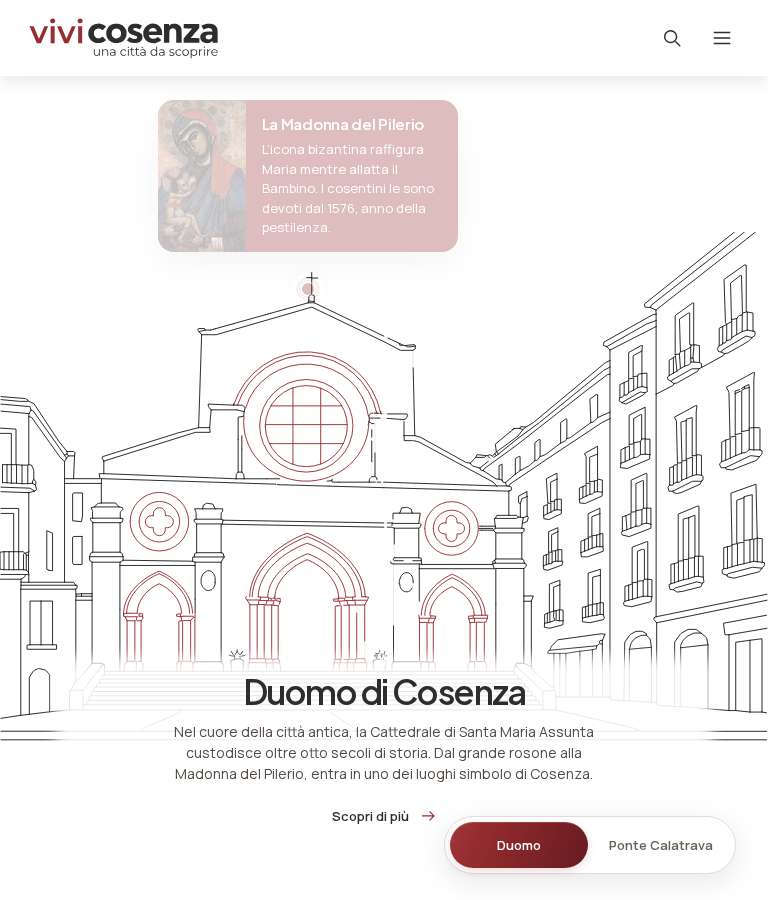 vivicosenza
una città da scoprire
La Madonna del Pilerio
L'icona bizantina raffigura
Maria mentre allatta il
Bambino. I cosentini le sono
devoti dal 1576, anno della
pestilenza.
Duomo di Cosenza
Nel cuore della città antica, la Cattedrale di Santa Maria Assunta
custodisce oltre otto secoli di storia. Dal grande rosone alla
Madonna del Pilerio, entra in uno dei luoghi simbolo di Cosenza.
Scopri di più
Duomo
Ponte Calatrava